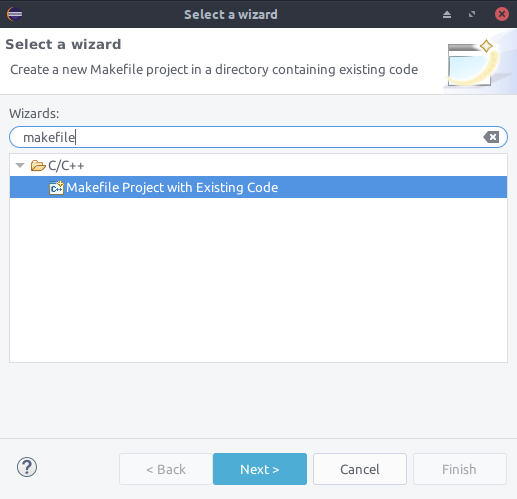 Select a wizard
Select a wizard
Create a new Makefile project in a directory containing existing code
Wizards:
makefile
C/C++
Makefile Project with Existing Code
< Back
Next >
Cancel
Finish